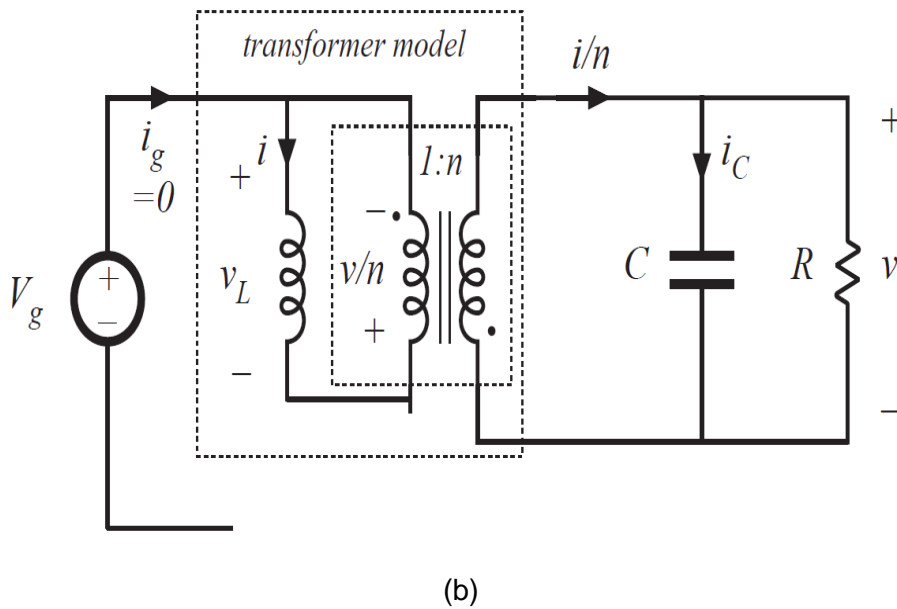 transformer model
i/n
i_g
=0
i
+
1:n
−
+
i_C
+
V_g
+
−
v_L
v/n
C
R
v
+
−
−
(b)